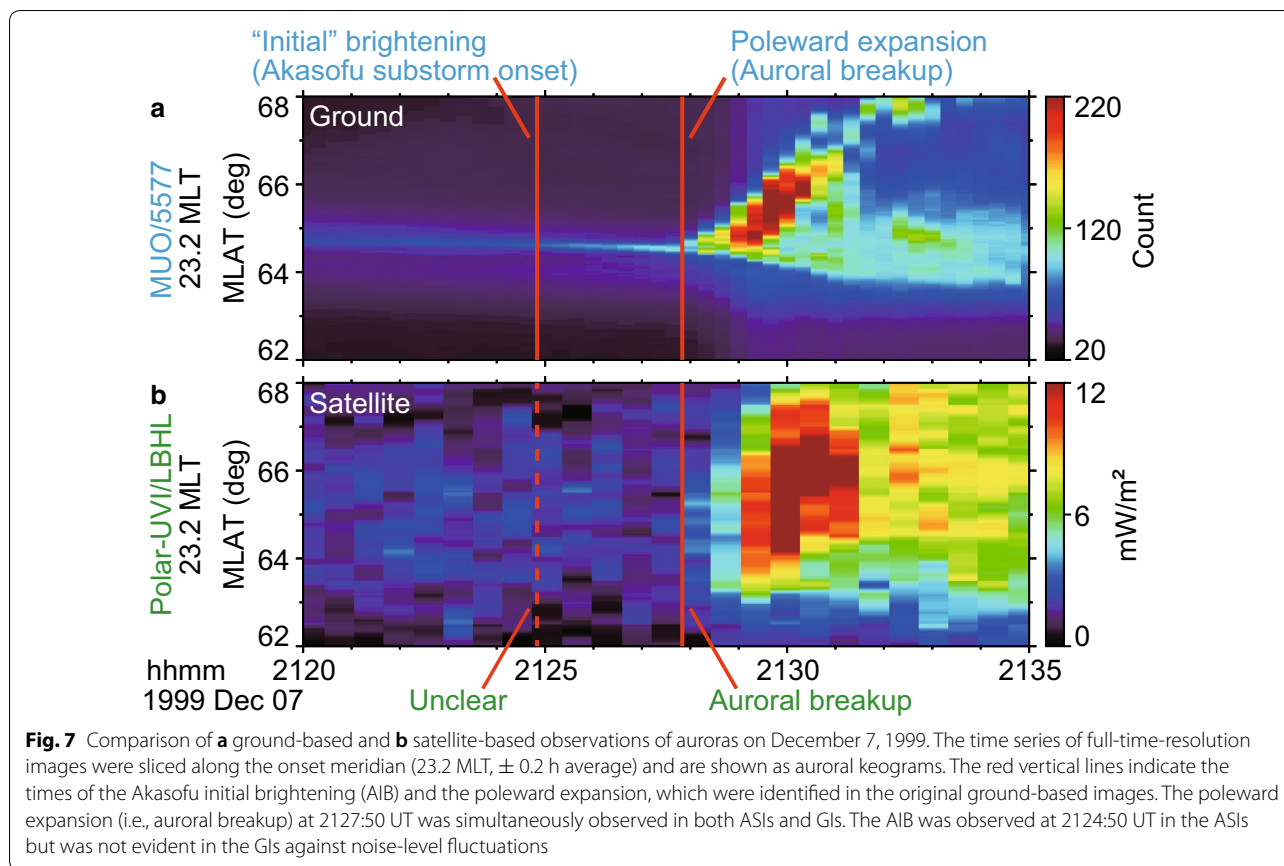 “Initial” brightening
(Akasofu substorm onset)
Poleward expansion
(Auroral breakup)
a
Ground
MUO/5577
23.2 MLT
MLAT (deg)
68
66
64
62
220
120
20
Count
b
Satellite
Polar-UVI/LBHL
23.2 MLT
MLAT (deg)
68
66
64
62
12
6
0
mW/m²
hhmm
2120
2125
2130
2135
1999 Dec 07
Unclear
Auroral breakup
Fig. 7 Comparison of a ground-based and b satellite-based observations of auroras on December 7, 1999. The time series of full-time-resolution
images were sliced along the onset meridian (23.2 MLT, ± 0.2 h average) and are shown as auroral keograms. The red vertical lines indicate the
times of the Akasofu initial brightening (AIB) and the poleward expansion, which were identified in the original ground-based images. The poleward
expansion (i.e., auroral breakup) at 2127:50 UT was simultaneously observed in both ASIs and GIs. The AIB was observed at 2124:50 UT in the ASIs
but was not evident in the GIs against noise-level fluctuations